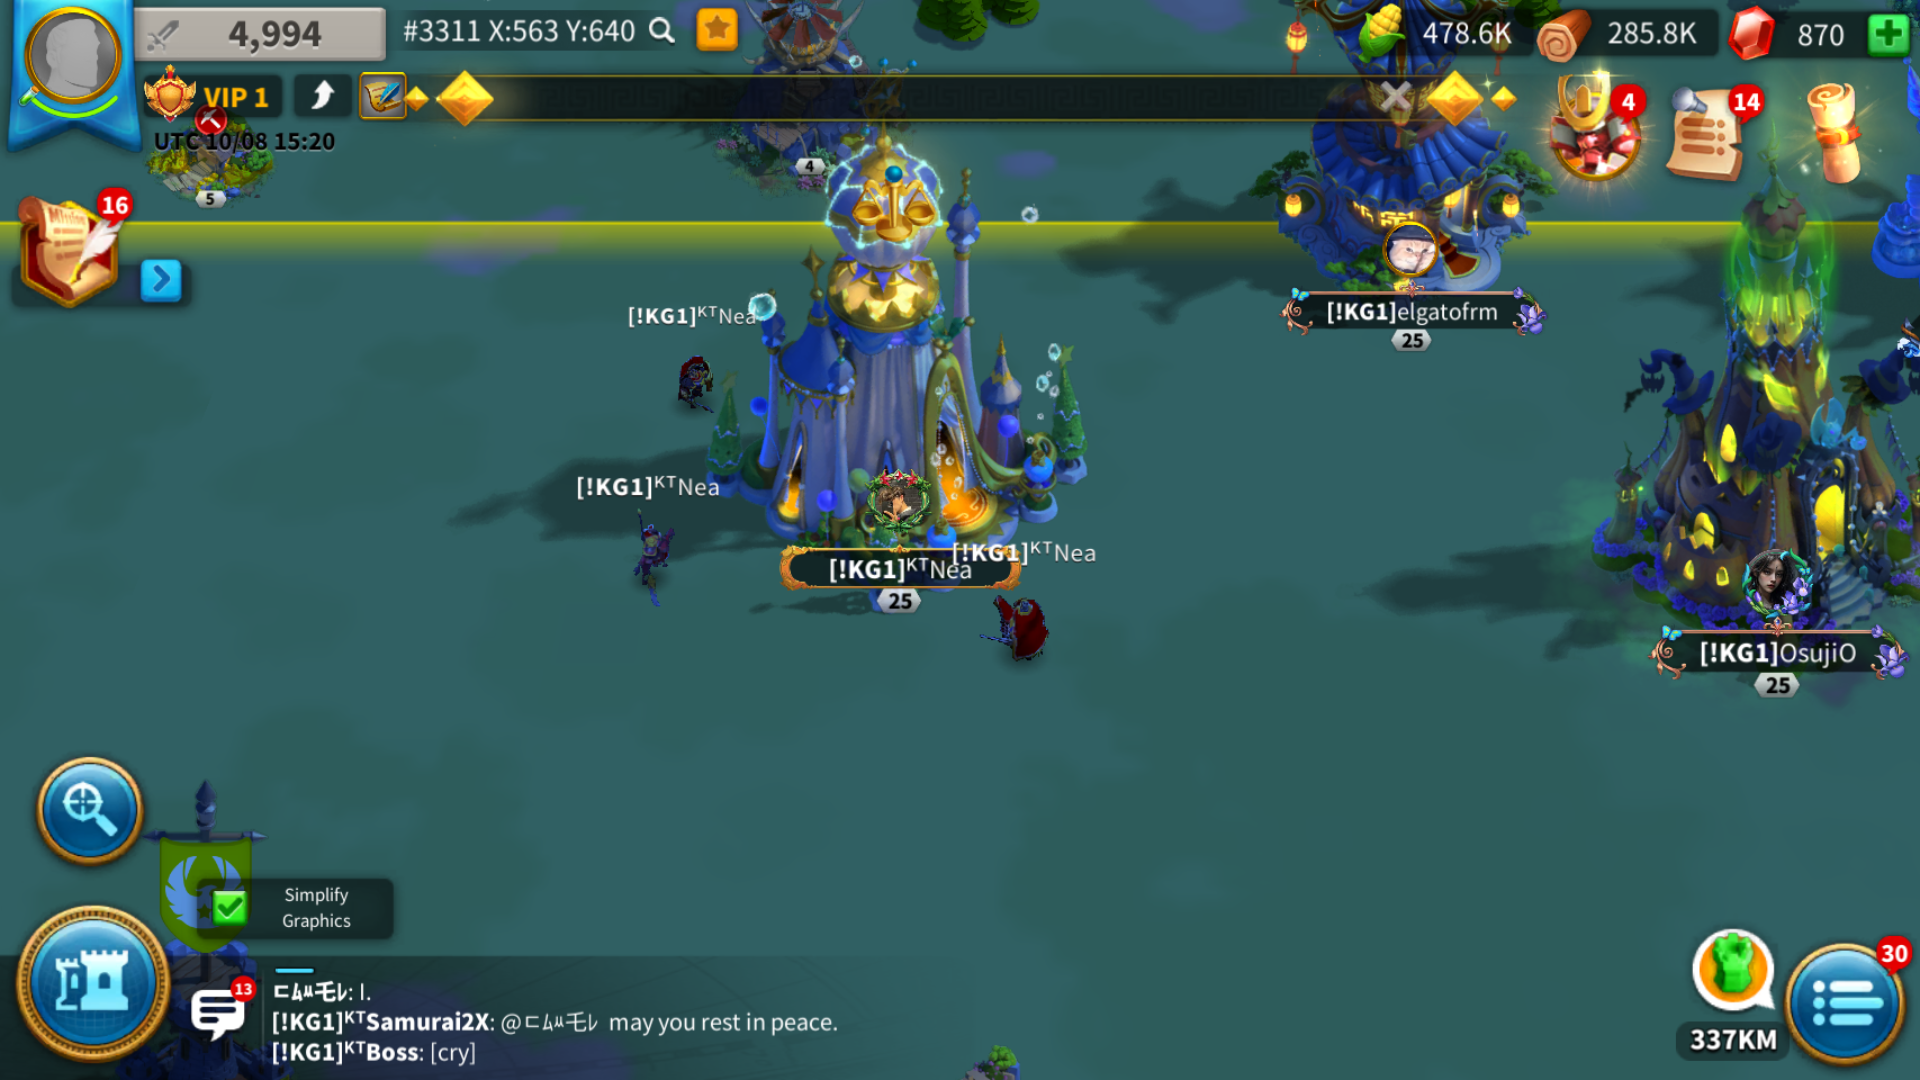 4,994
#3311 X:563 Y:640
478.6K
285.8K
870
VIP 1
4
14
UTC 10/08 15:20
4
5
16
Mission
[!KG1]ᴷᵀNea
[!KG1]elgatofrm
25
[!KG1]ᴷᵀNea
[!KG1]ᴷᵀNea
[!KG1]ᴷᵀNea
25
[!KG1]OsujiO
25
Simplify
Graphics
30
13
: l.
[!KG1]ᴷᵀSamurai2X: @ may you rest in peace.
[!KG1]ᴷᵀBoss: [cry]
337KM